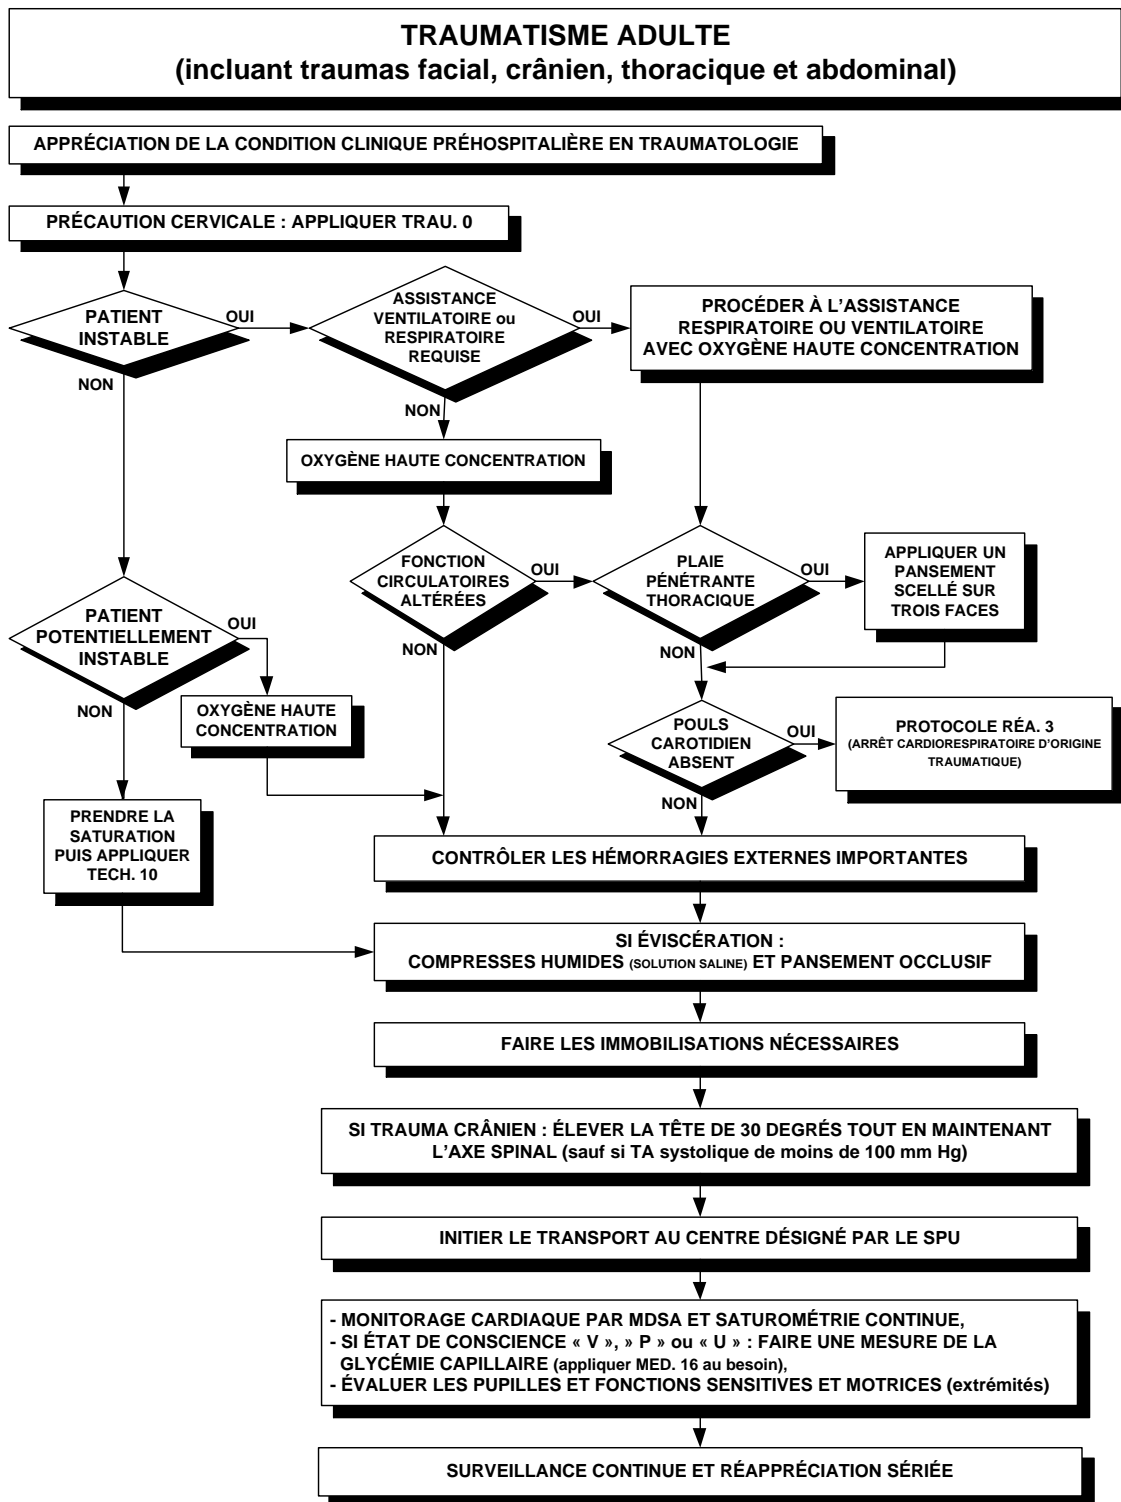 TRAUMATISME ADULTE
(incluant traumas facial, crânien, thoracique et abdominal)
APPRÉCIATION DE LA CONDITION CLINIQUE PRÉHOSPITALIÈRE EN TRAUMATOLOGIE
PRÉCAUTION CERVICALE : APPLIQUER TRAU. 0
PATIENT
INSTABLE
OUI
NON
ASSISTANCE
VENTILATOIRE ou
RESPIRATOIRE
REQUISE
OUI
NON
PROCÉDER À L'ASSISTANCE
RESPIRATOIRE OU VENTILATOIRE
AVEC OXYGÈNE HAUTE CONCENTRATION
OXYGÈNE HAUTE CONCENTRATION
FONCTION
CIRCULATOIRES
ALTÉRÉES
OUI
NON
PLAIE
PÉNÉTRANTE
THORACIQUE
OUI
NON
APPLIQUER UN
PANSEMENT
SCELLÉ SUR
TROIS FACES
PATIENT
POTENTIELLEMENT
INSTABLE
OUI
NON
OXYGÈNE HAUTE
CONCENTRATION
POULS
CAROTIDIEN
ABSENT
OUI
NON
PROTOCOLE RÉA. 3
(ARRÊT CARDIORESPIRATOIRE D'ORIGINE
TRAUMATIQUE)
PRENDRE LA
SATURATION
PUIS APPLIQUER
TECH. 10
CONTRÔLER LES HÉMORRAGIES EXTERNES IMPORTANTES
SI ÉVISCÉRATION :
COMPRESSES HUMIDES (SOLUTION SALINE) ET PANSEMENT OCCLUSIF
FAIRE LES IMMOBILISATIONS NÉCESSAIRES
SI TRAUMA CRÂNIEN : ÉLEVER LA TÊTE DE 30 DEGRÉS TOUT EN MAINTENANT
L'AXE SPINAL (sauf si TA systolique de moins de 100 mm Hg)
INITIER LE TRANSPORT AU CENTRE DÉSIGNÉ PAR LE SPU
- MONITORAGE CARDIAQUE PAR MDSA ET SATUROMÉTRIE CONTINUE,
- SI ÉTAT DE CONSCIENCE « V », » P » ou « U » : FAIRE UNE MESURE DE LA
GLYCÉMIE CAPILLAIRE (appliquer MED. 16 au besoin),
- ÉVALUER LES PUPILLES ET FONCTIONS SENSITIVES ET MOTRICES (extrémités)
SURVEILLANCE CONTINUE ET RÉAPPRÉCIATION SÉRIÉE